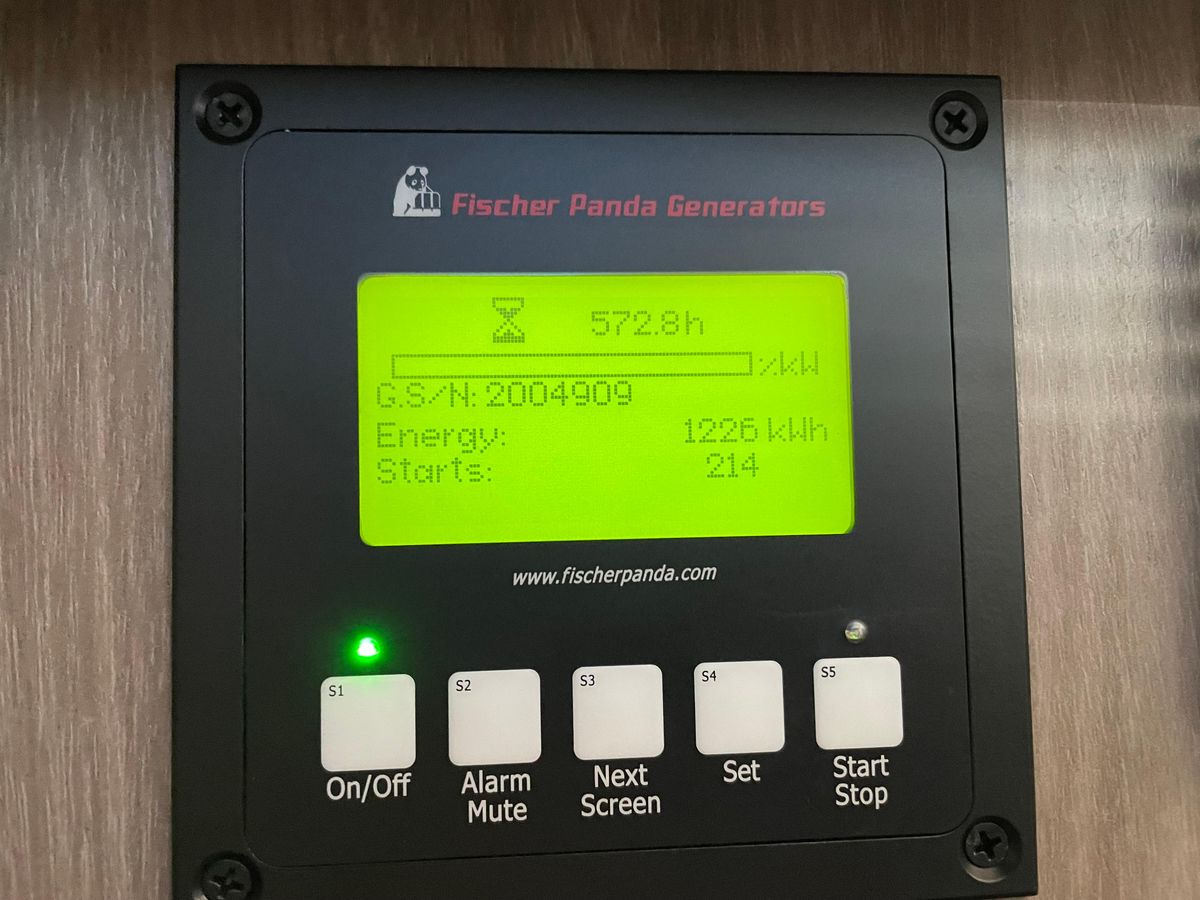 Fischer Panda Generators
572.8h
%kW
G.S/N: 2004909
Energy: 1226 kWh
Starts: 214
www.fischerpanda.com
S1 S2 S3 S4 S5
On/Off Alarm Mute Next Screen Set Start Stop